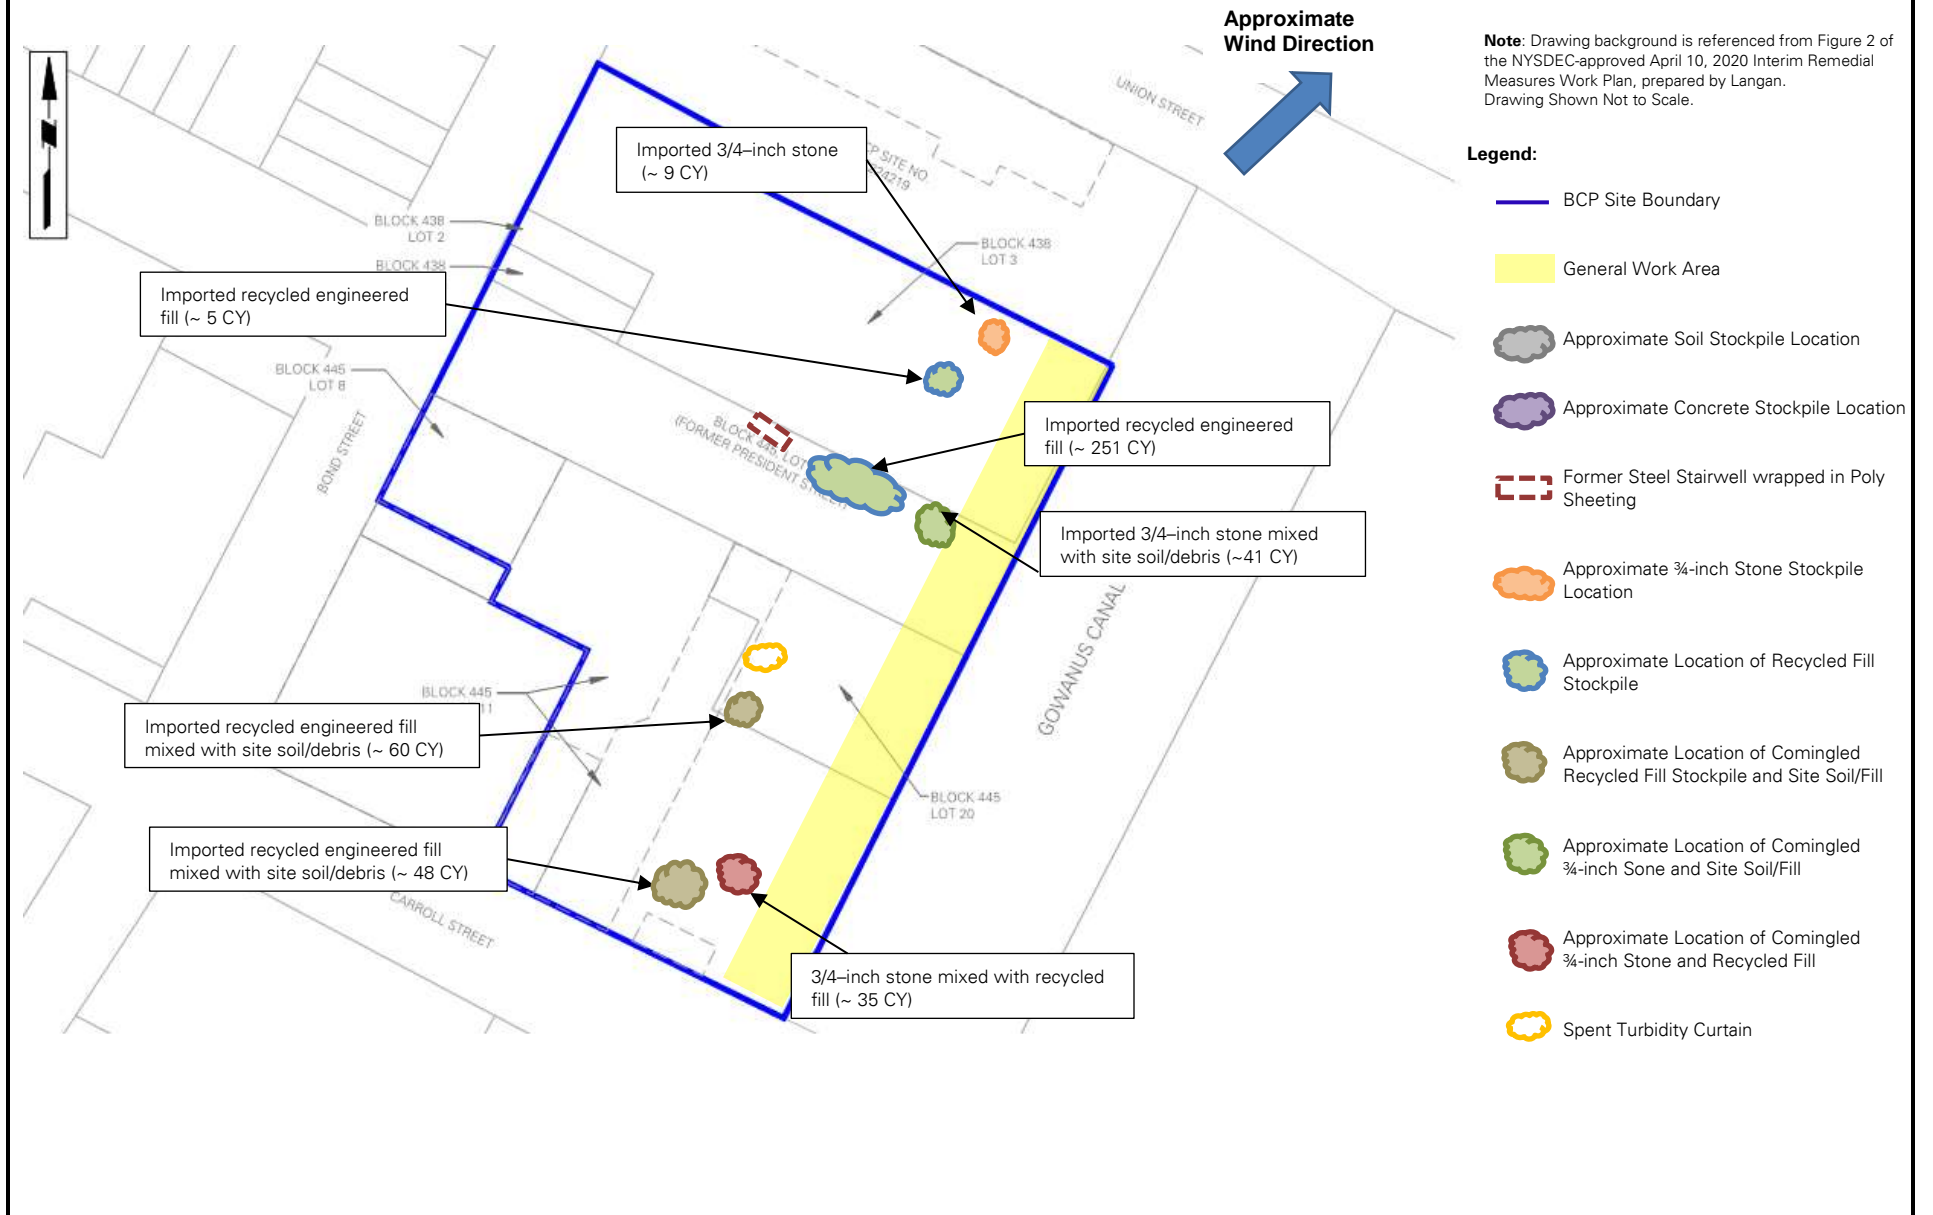 Approximate
Wind Direction
Note: Drawing background is referenced from Figure 2 of
the NYSDEC-approved April 10, 2020 Interim Remedial
Measures Work Plan, prepared by Langan.
Drawing Shown Not to Scale.
Legend:
BCP Site Boundary
General Work Area
Approximate Soil Stockpile Location
Approximate Concrete Stockpile Location
Former Steel Stairwell wrapped in Poly
Sheeting
Approximate ¾-inch Stone Stockpile
Location
Approximate Location of Recycled Fill
Stockpile
Approximate Location of Comingled
Recycled Fill Stockpile and Site Soil/Fill
Approximate Location of Comingled
¾-inch Sone and Site Soil/Fill
Approximate Location of Comingled
¾-inch Stone and Recycled Fill
Spent Turbidity Curtain
UNION STREET
Imported 3/4–inch stone
(~ 9 CY)
CP SITE NO.
224219
BLOCK 438
LOT 2
BLOCK 438
BLOCK 438
LOT 3
Imported recycled engineered
fill (~ 5 CY)
BLOCK 445
LOT 8
BOND STREET
BLOCK 445, LOT
(FORMER PRESIDENT STREET)
Imported recycled engineered
fill (~ 251 CY)
Imported 3/4–inch stone mixed
with site soil/debris (~41 CY)
GOWANUS CANAL
BLOCK 445
11
Imported recycled engineered fill
mixed with site soil/debris (~ 60 CY)
BLOCK 445
LOT 20
Imported recycled engineered fill
mixed with site soil/debris (~ 48 CY)
CARROLL STREET
3/4–inch stone mixed with recycled
fill (~ 35 CY)